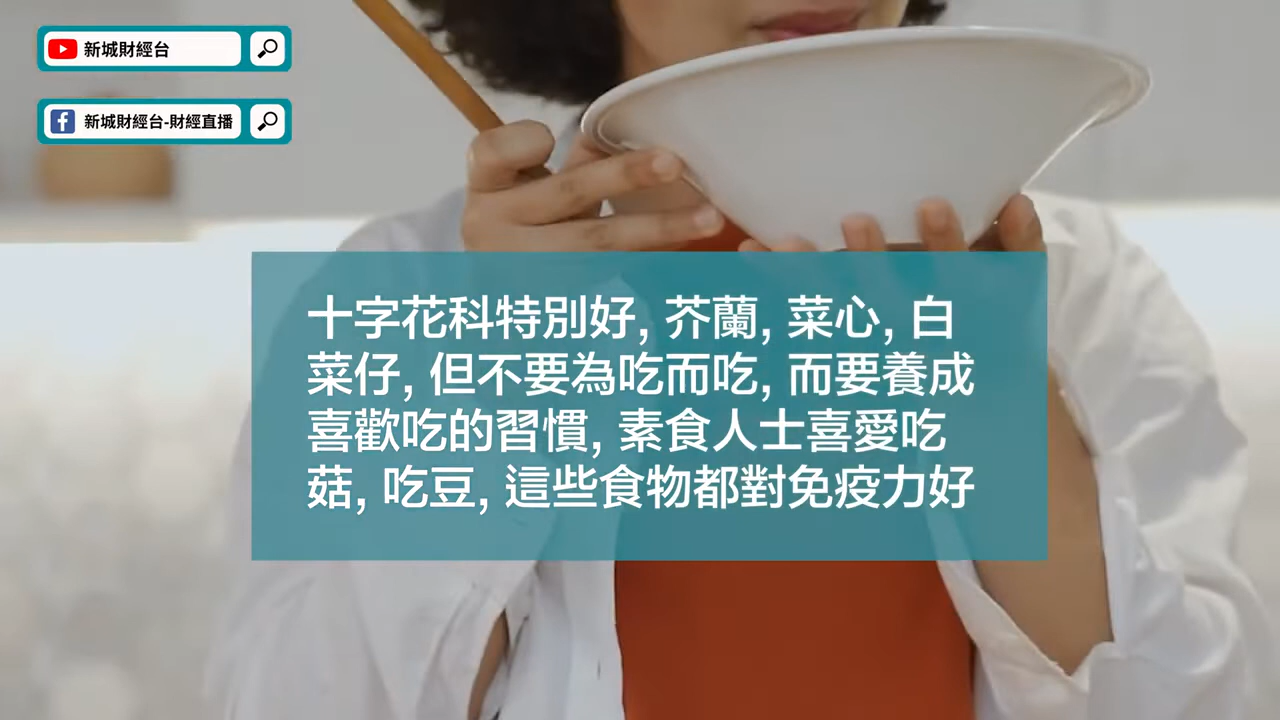 新城財經台
新城財經台-財經直播
十字花科特別好, 芥蘭, 菜心, 白
菜仔, 但不要為吃而吃, 而要養成
喜歡吃的習慣, 素食人士喜愛吃
菇, 吃豆, 這些食物都對免疫力好